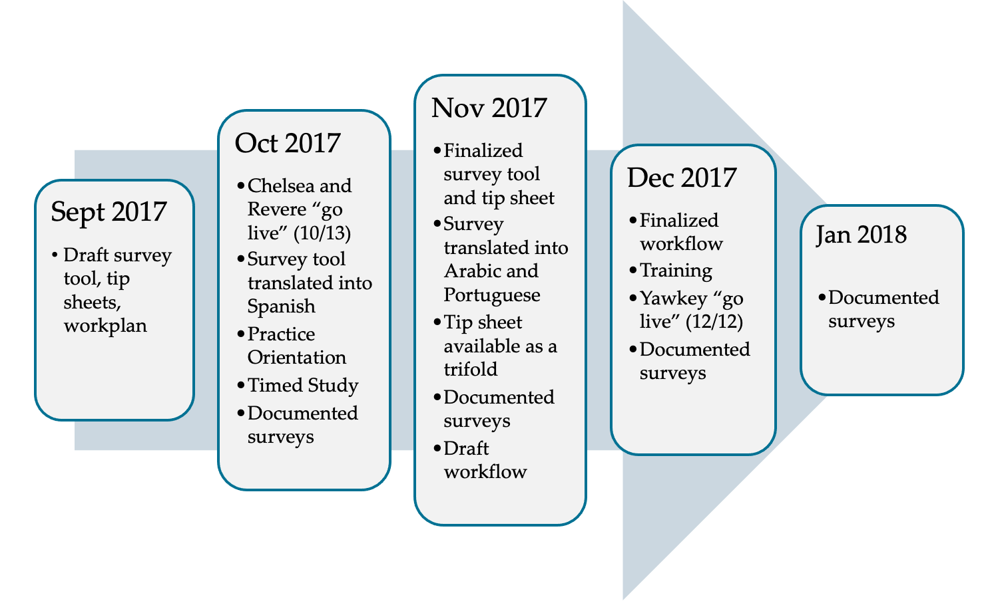 Sept 2017
• Draft survey
tool, tip
sheets,
workplan
Oct 2017
•Chelsea and
Revere “go
live” (10/13)
•Survey tool
translated into
Spanish
•Practice
Orientation
•Timed Study
•Documented
surveys
Nov 2017
•Finalized
survey tool
and tip sheet
•Survey
translated into
Arabic and
Portuguese
•Tip sheet
available as a
trifold
•Documented
surveys
•Draft
workflow
Dec 2017
•Finalized
workflow
•Training
•Yawkey “go
live” (12/12)
•Documented
surveys
Jan 2018
•Documented
surveys